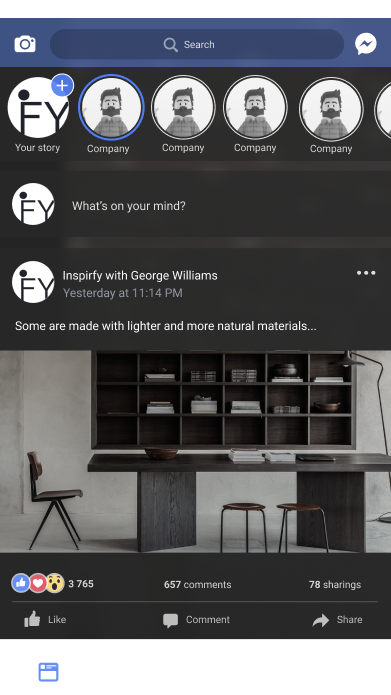 Search
FY
Your story
Company
Company
Company
Company
FY
What's on your mind?
FY
Inspirfy with George Williams
Yesterday at 11:14 PM
Some are made with lighter and more natural materials...
3 765
657 comments
78 sharings
Like
Comment
Share